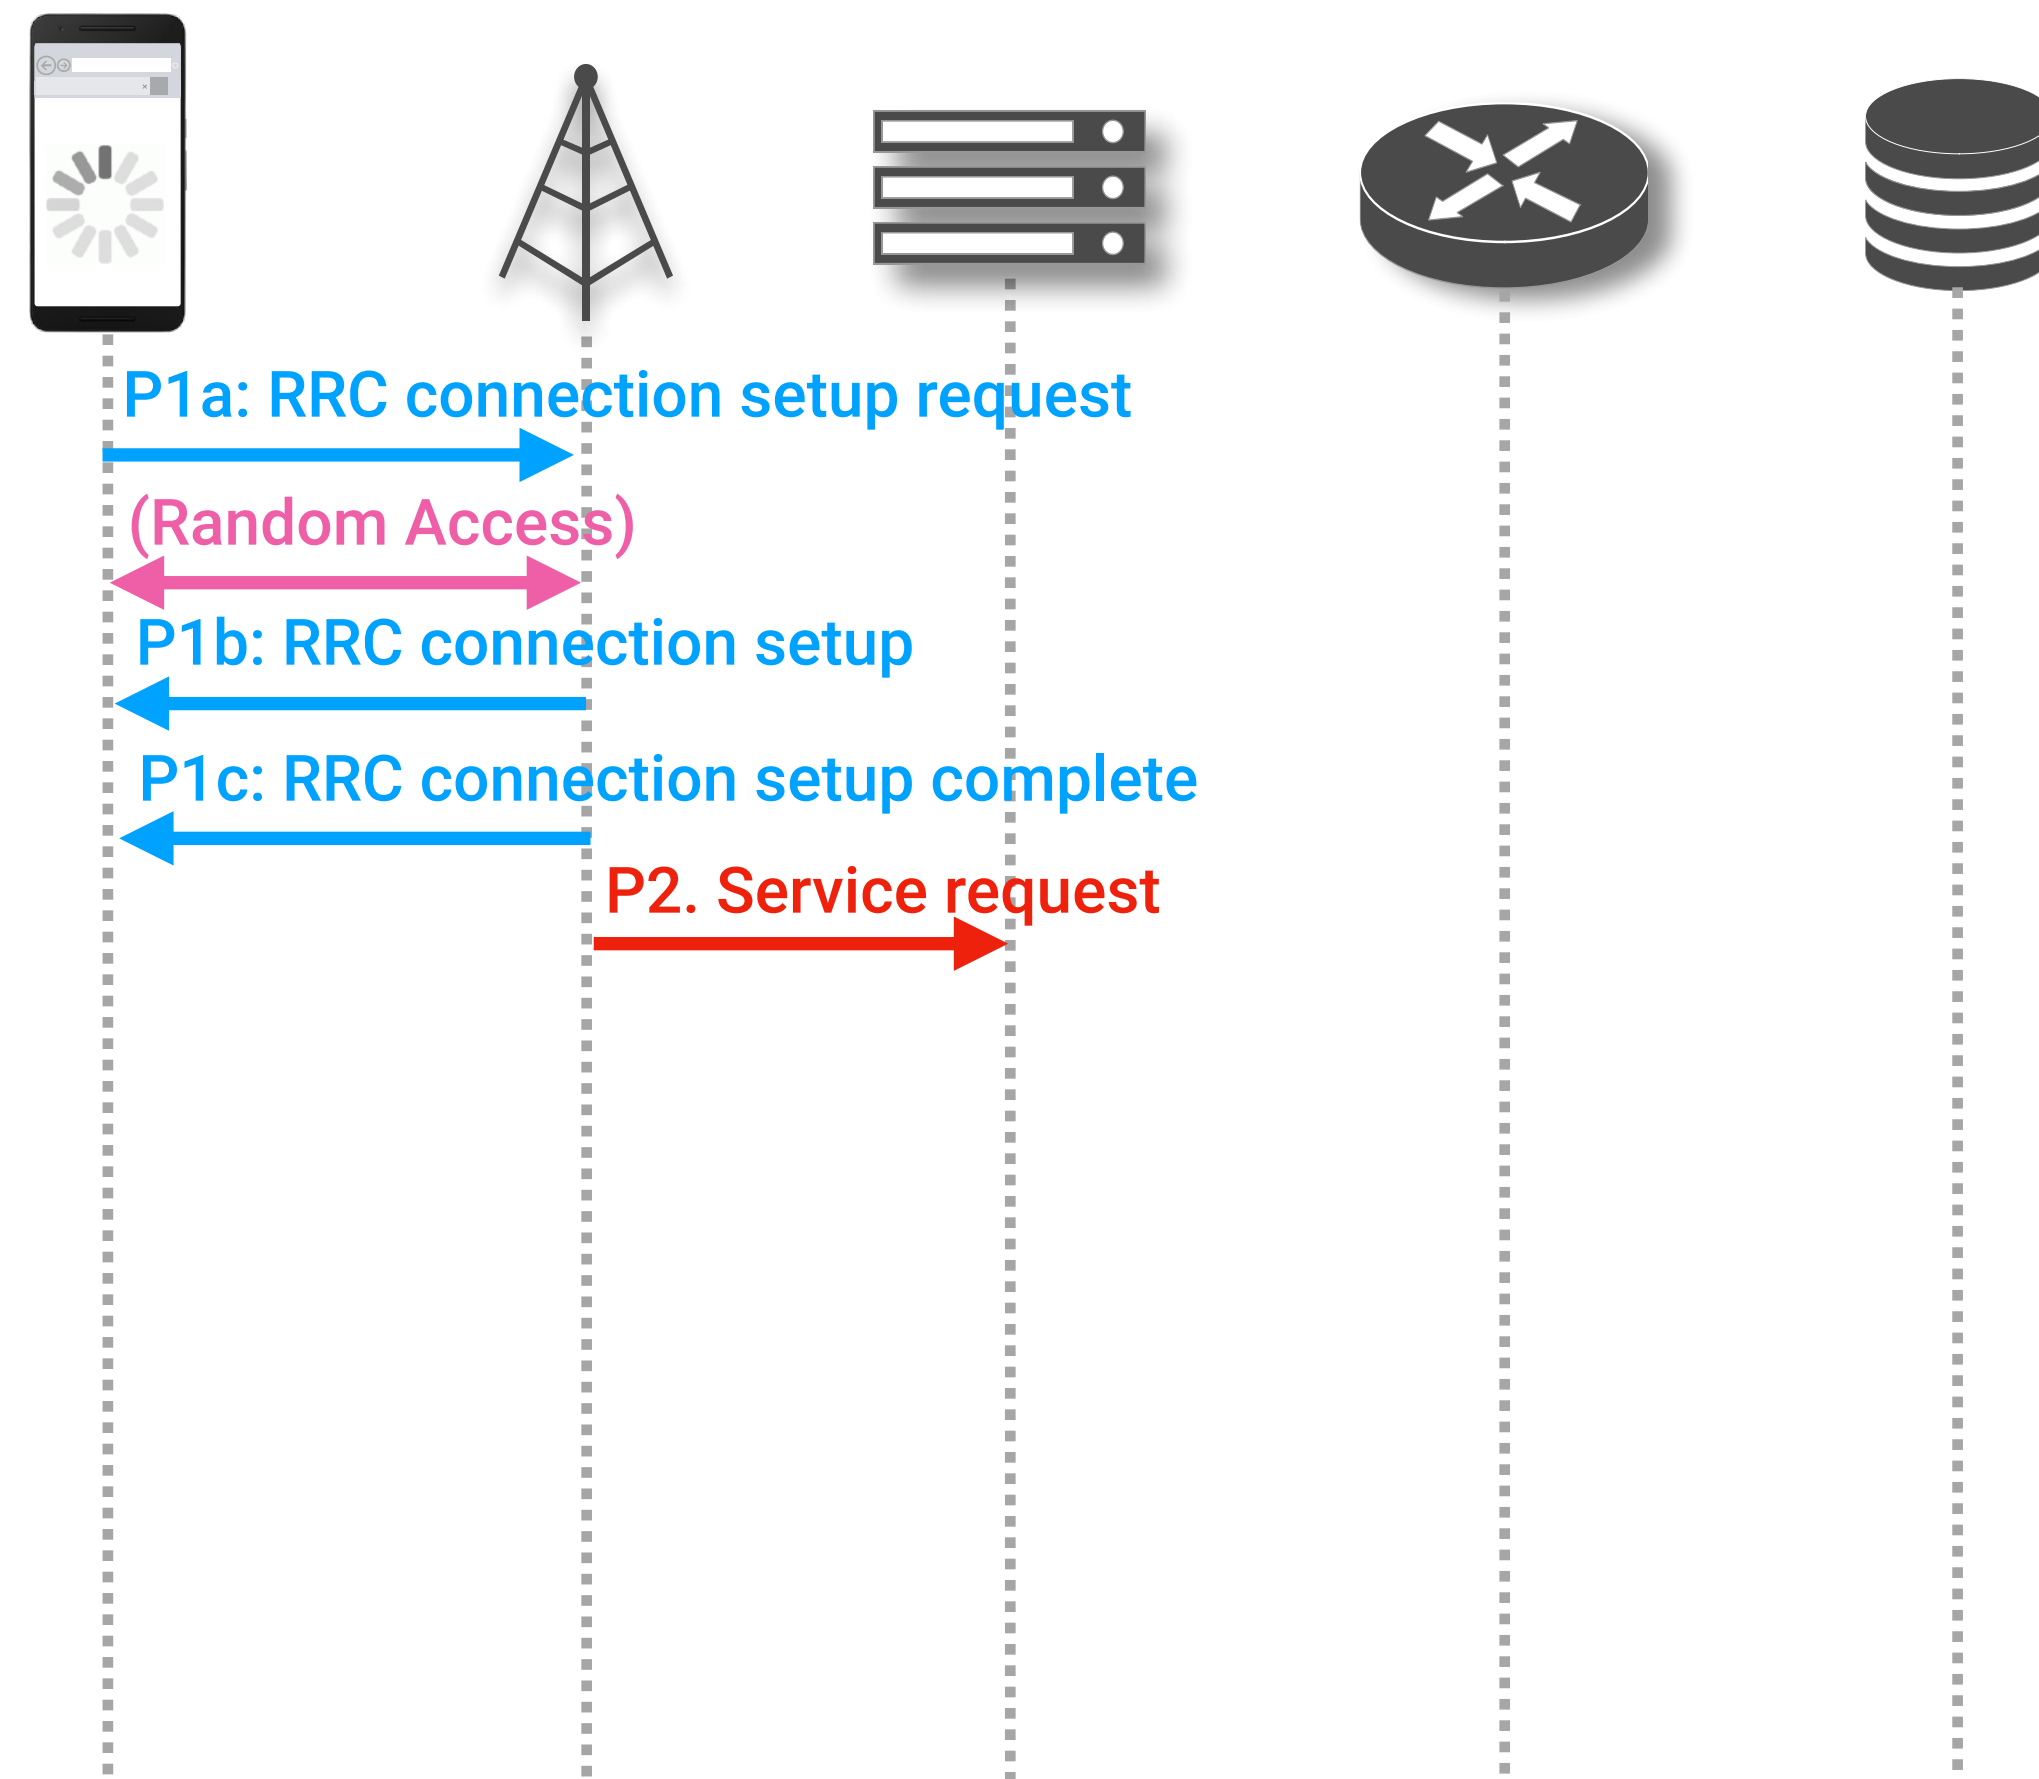 P1a: RRC connection setup request
(Random Access)
P1b: RRC connection setup
P1c: RRC connection setup complete
P2. Service request